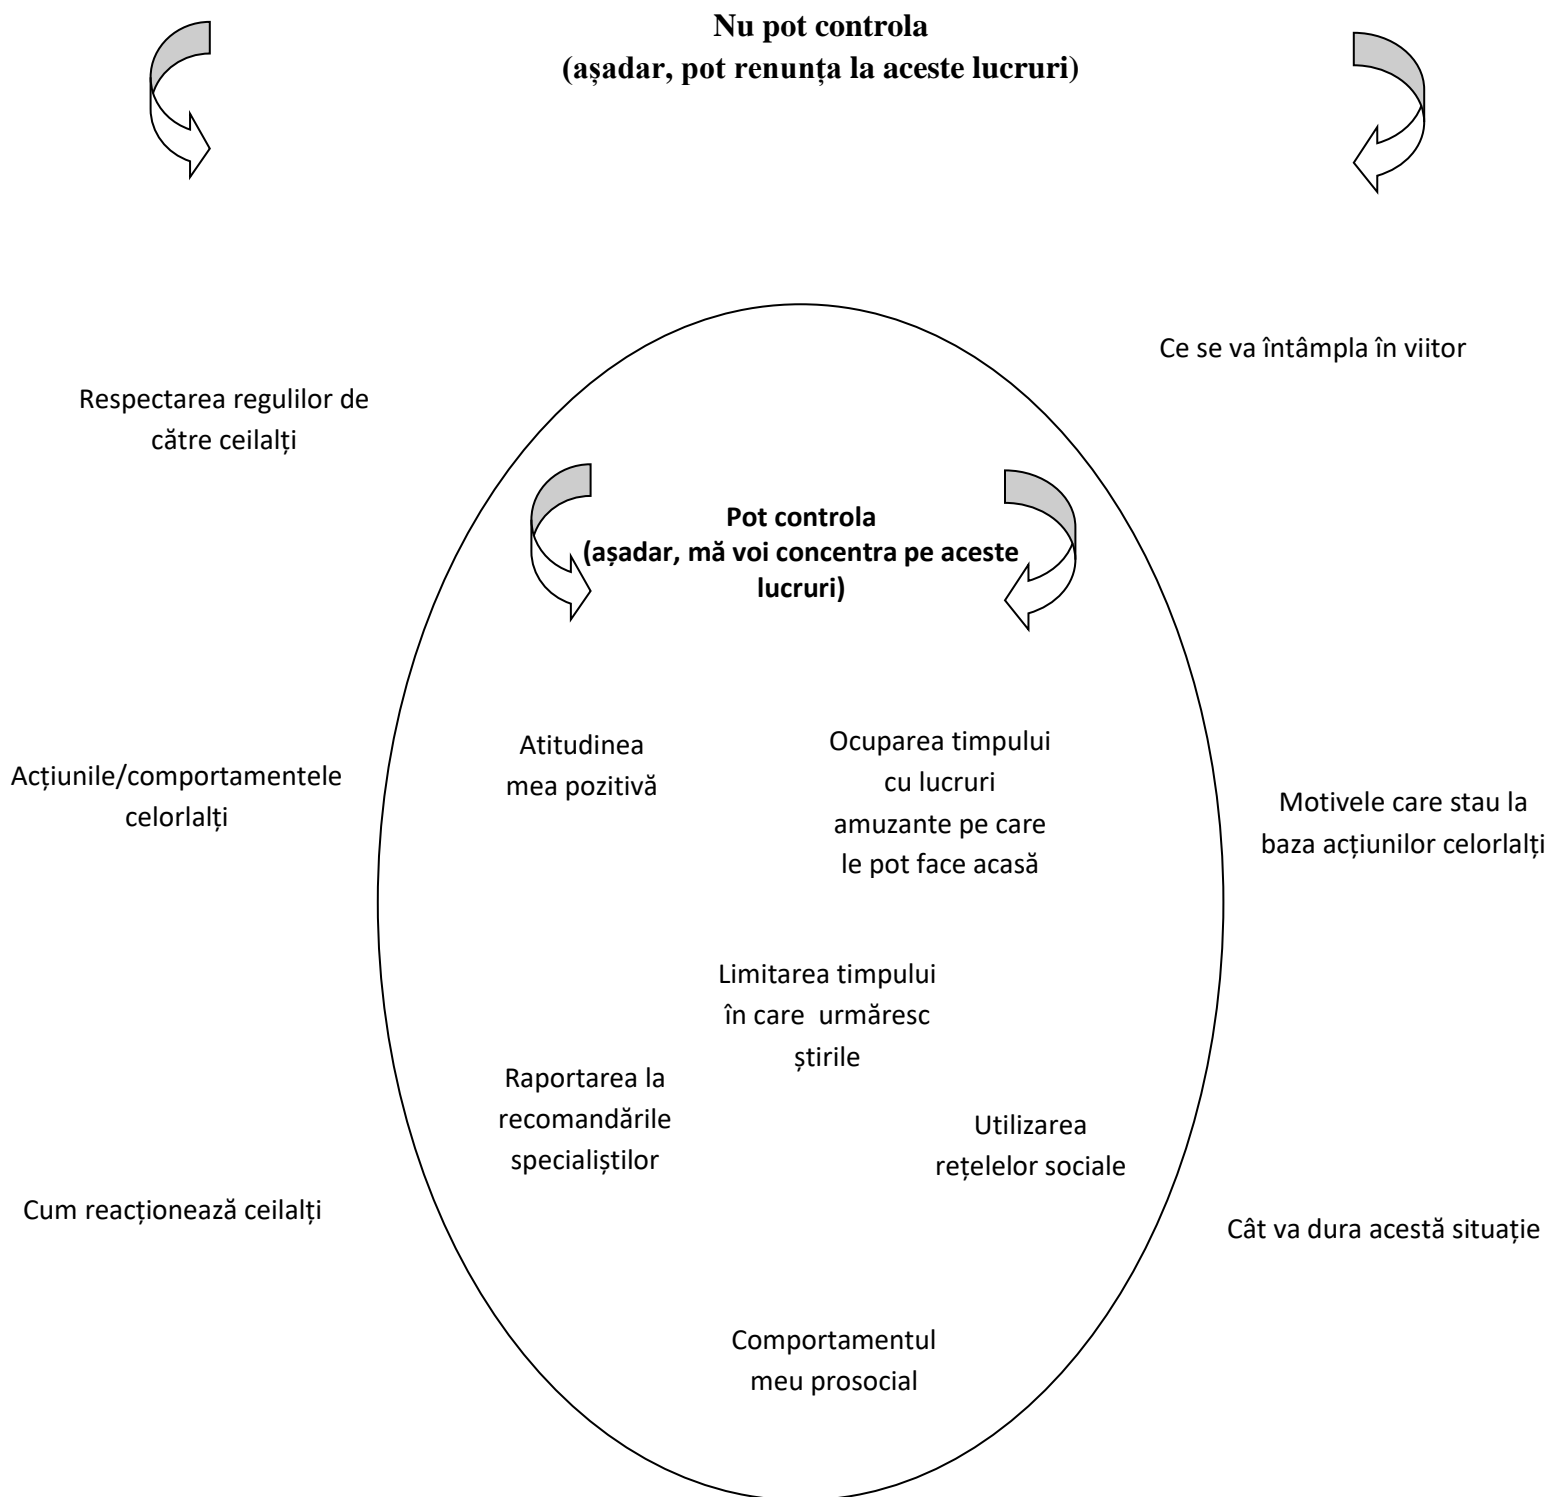 Nu pot controla
(așadar, pot renunța la aceste lucruri)
Ce se va întâmpla în viitor
Respectarea regulilor de
către ceilalți
Pot controla
(așadar, mă voi concentra pe aceste
lucruri)
Atitudinea
mea pozitivă
Ocuparea timpului
cu lucruri
amuzante pe care
le pot face acasă
Acțiunile/comportamentele
celorlalți
Motivele care stau la
baza acțiunilor celorlalți
Limitarea timpului
în care urmăresc
știrile
Raportarea la
recomandările
specialiștilor
Utilizarea
rețelelor sociale
Cum reacționează ceilalți
Cât va dura acestă situație
Comportamentul
meu prosocial